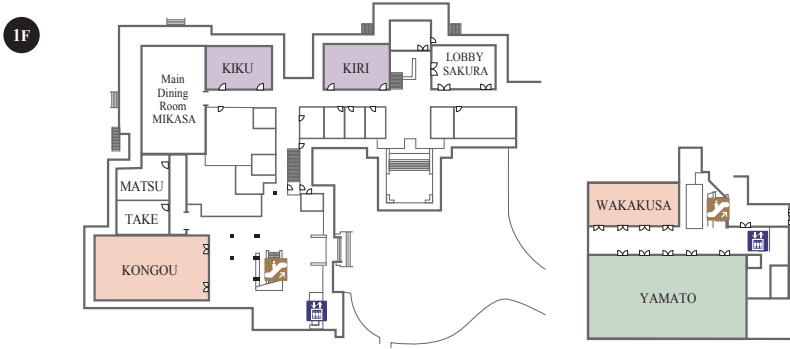 1F
KIKU
KIRI
LOBBY
SAKURA
Main
Dining
Room
MIKASA
MATSU
TAKE
KONGOU
WAKAKUSA
YAMATO